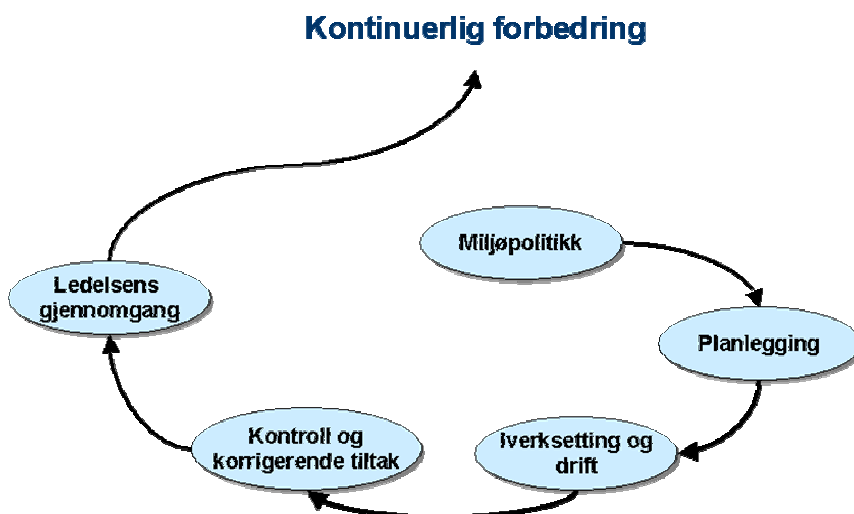 Kontinuerlig forbedring
Miljøpolitikk
Planlegging
Iverksetting og
drift
Kontroll og
korrigerende tiltak
Ledelsens
gjennomgang